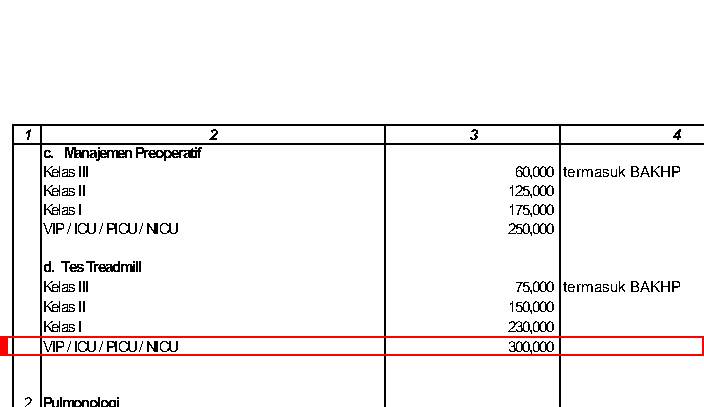 1 2 3 4
c. Manajemen Preoperatif
Kelas III 60,000 termasuk BAKHP
Kelas II 125,000
Kelas I 175,000
VIP / ICU / PICU / NICU 250,000
d. Tes Treadmill
Kelas III 75,000 termasuk BAKHP
Kelas II 150,000
Kelas I 230,000
VIP / ICU / PICU / NICU 300,000
2 Pulmonologi